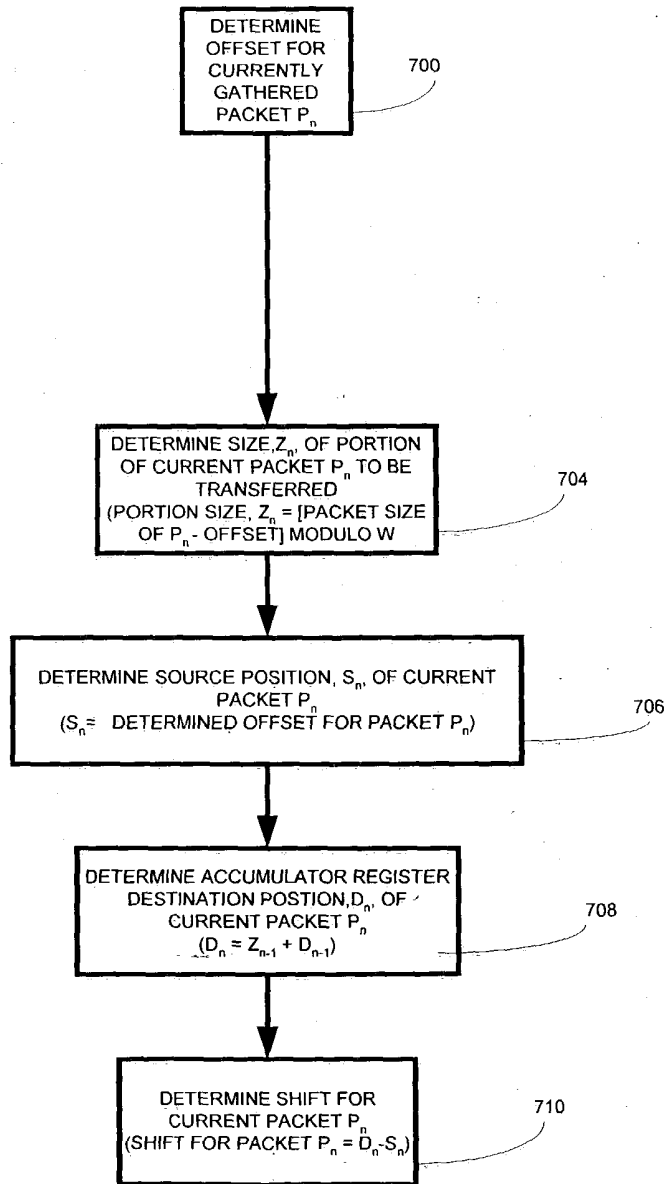 DETERMINE
OFFSET FOR
CURRENTLY
GATHERED
PACKET Pn
700
DETERMINE SIZE,Zn, OF PORTION
OF CURRENT PACKET Pn TO BE
TRANSFERRED
(PORTION SIZE, Zn = [PACKET SIZE
OF Pn - OFFSET] MODULO W
704
DETERMINE SOURCE POSITION, Sn, OF CURRENT
PACKET Pn
(Sn = DETERMINED OFFSET FOR PACKET Pn)
706
DETERMINE ACCUMULATOR REGISTER
DESTINATION POSTION,Dn, OF
CURRENT PACKET Pn
(Dn = Zn-1 + Dn-1)
708
DETERMINE SHIFT FOR
CURRENT PACKET Pn
(SHIFT FOR PACKET Pn = Dn-Sn)
710